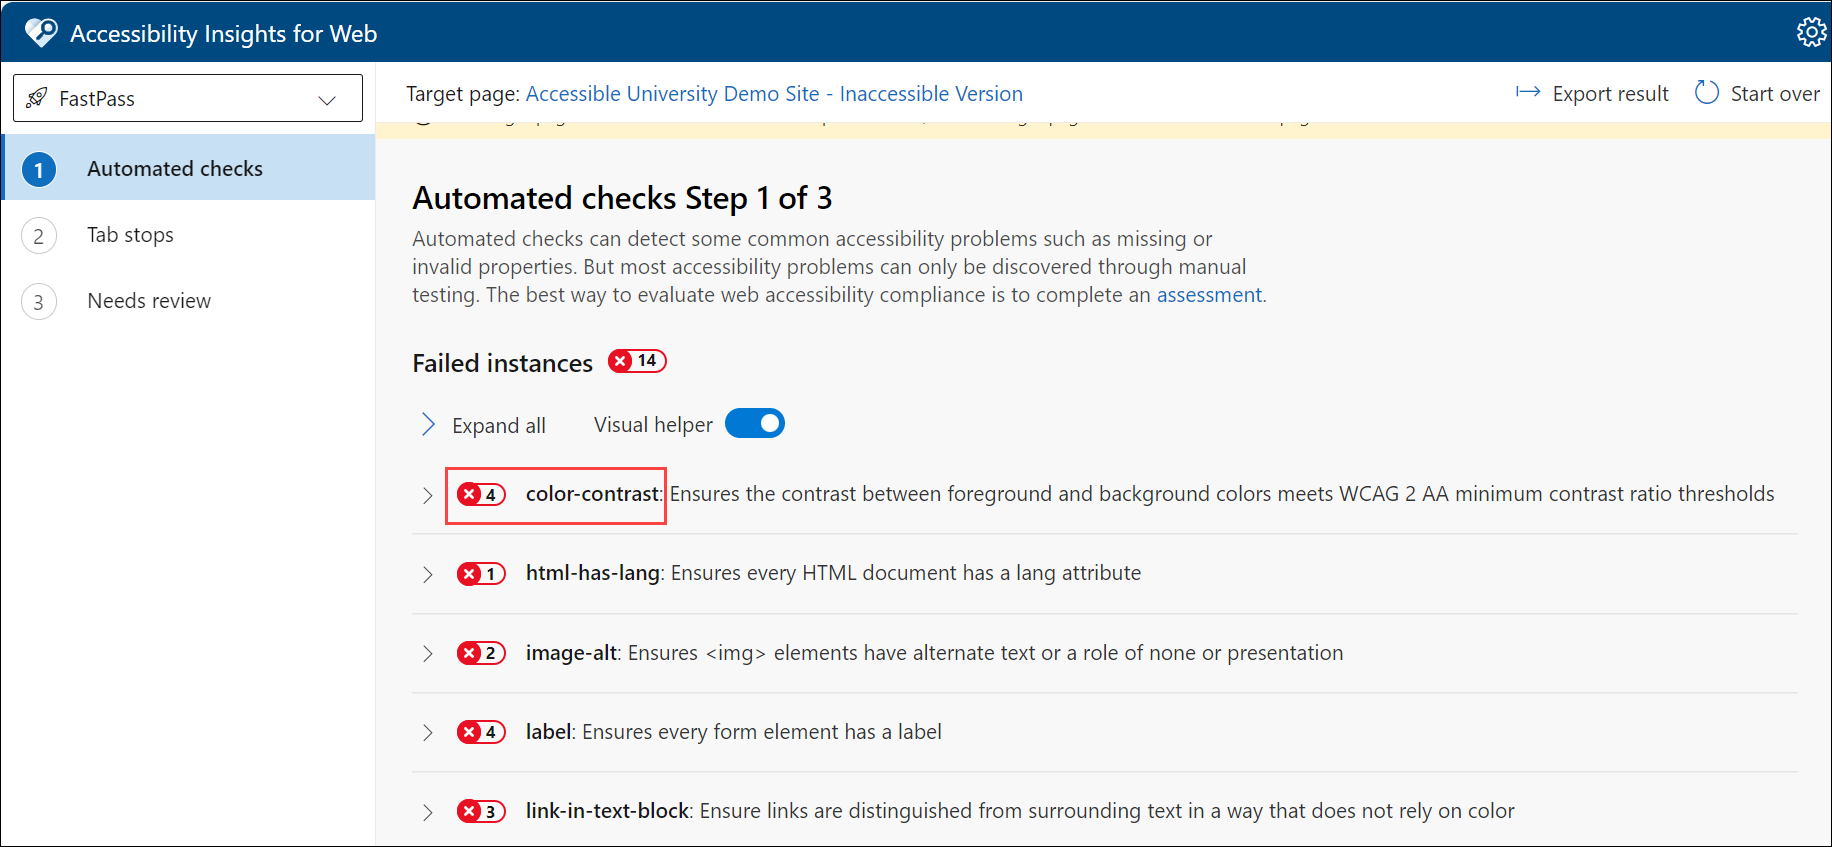 Accessibility Insights for Web
FastPass
Target page: Accessible University Demo Site - Inaccessible Version
Export result
Start over
1 Automated checks
2 Tab stops
3 Needs review
Automated checks Step 1 of 3
Automated checks can detect some common accessibility problems such as missing or
invalid properties. But most accessibility problems can only be discovered through manual
testing. The best way to evaluate web accessibility compliance is to complete an assessment.
Failed instances 14
Expand all Visual helper
4 color-contrast: Ensures the contrast between foreground and background colors meets WCAG 2 AA minimum contrast ratio thresholds
1 html-has-lang: Ensures every HTML document has a lang attribute
2 image-alt: Ensures <img> elements have alternate text or a role of none or presentation
4 label: Ensures every form element has a label
3 link-in-text-block: Ensure links are distinguished from surrounding text in a way that does not rely on color